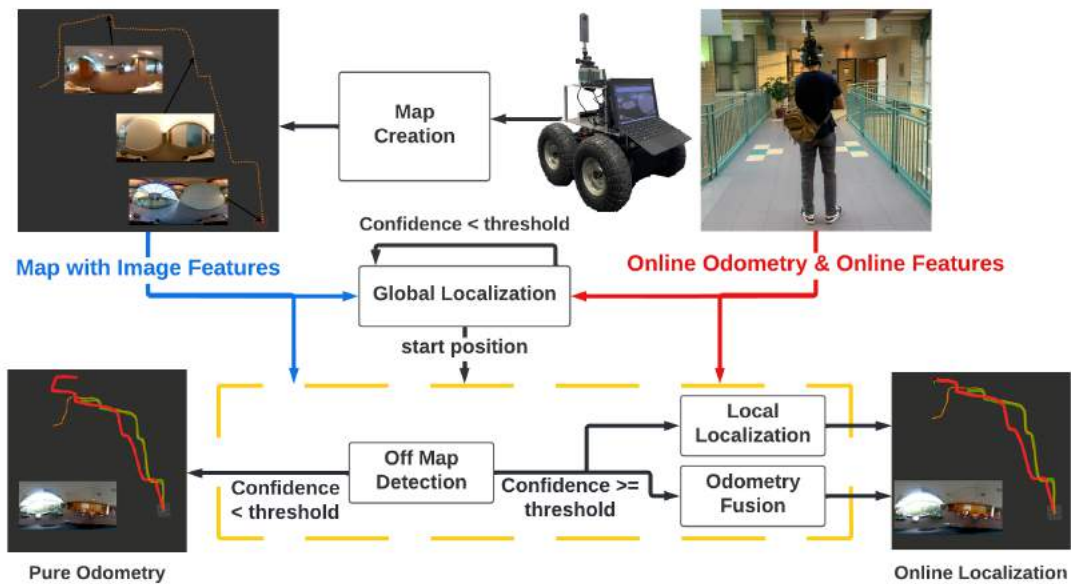 Map
Creation
Confidence < threshold
Map with Image Features
Online Odometry & Online Features
Global Localization
start position
Local
Localization
Off Map
Detection
Confidence
< threshold
Confidence >=
threshold
Odometry
Fusion
Pure Odometry
Online Localization